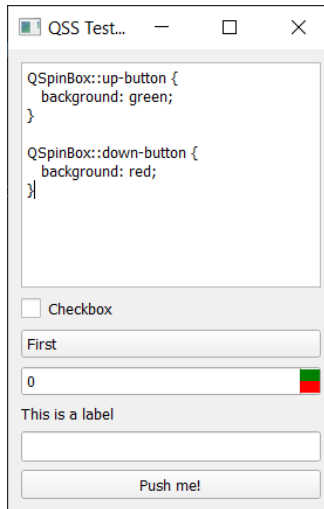 QSS Test...
QSpinBox::up-button {
   background: green;
}
QSpinBox::down-button {
   background: red;
}
Checkbox
First
0
This is a label
Push me!